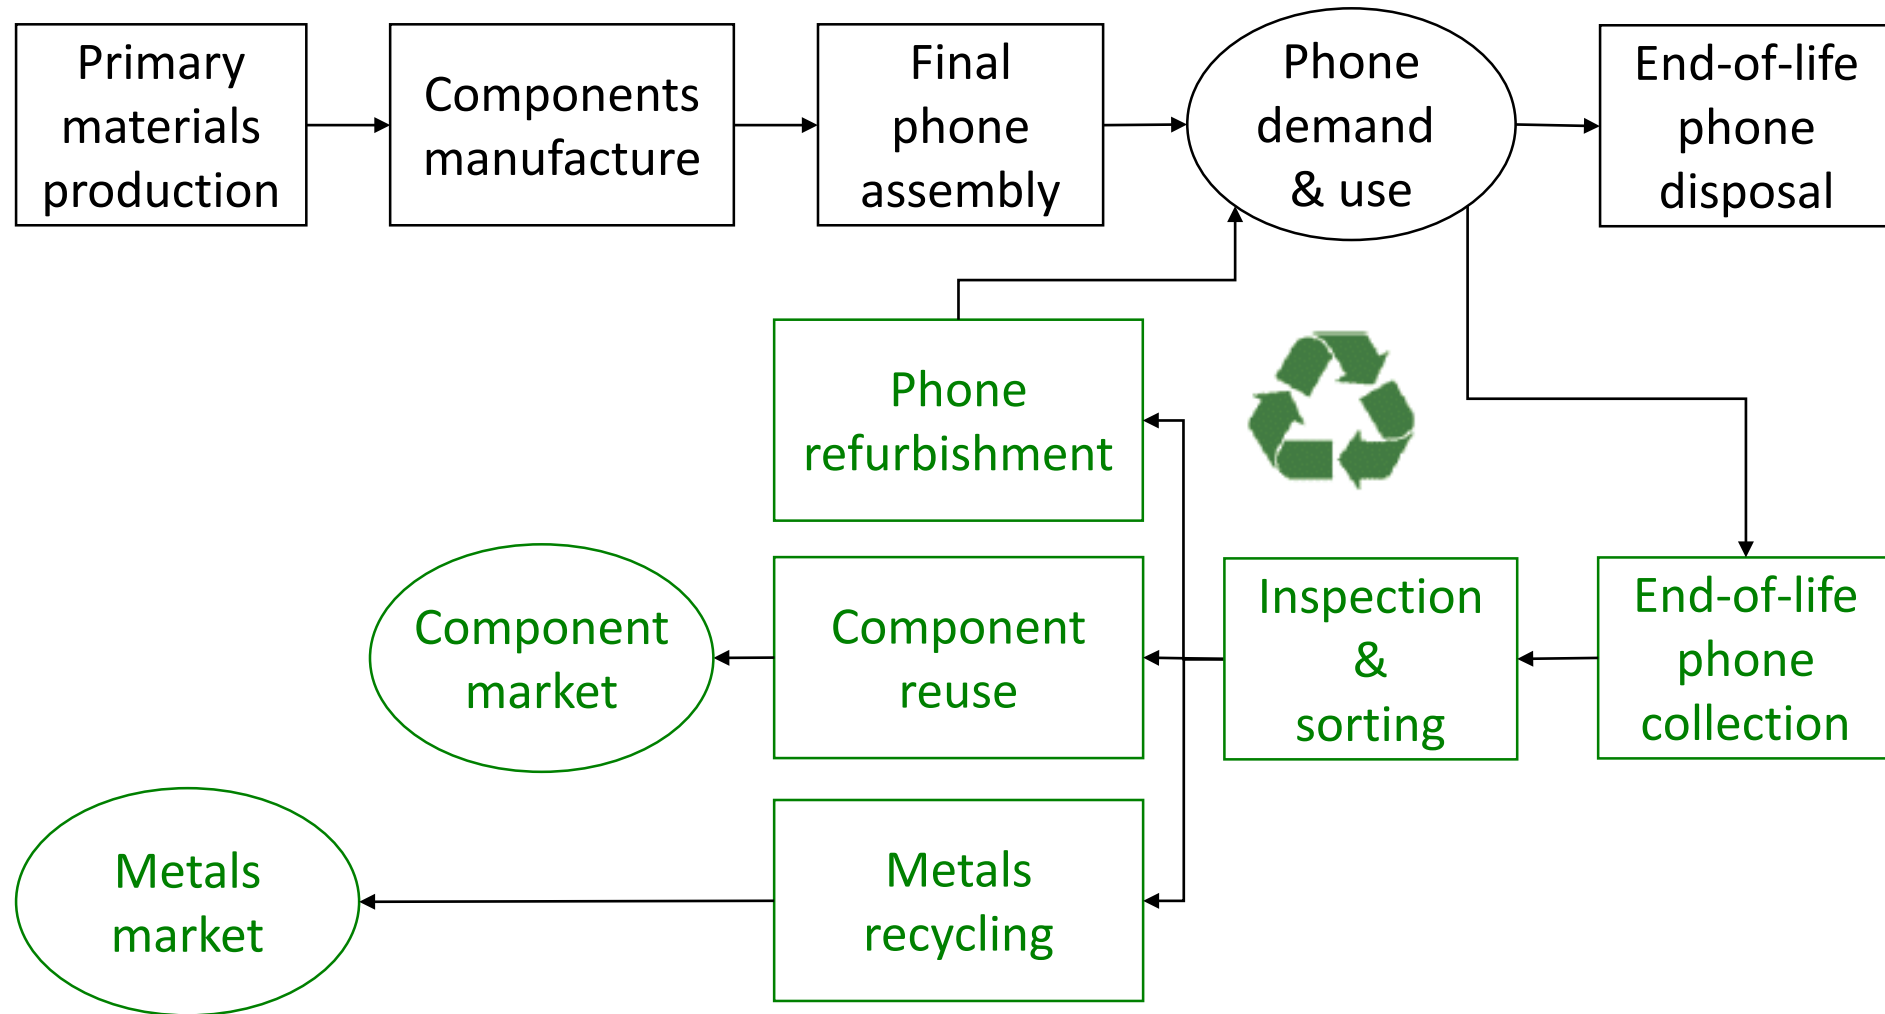 Primary
materials
production
Components
manufacture
Final
phone
assembly
Phone
demand
& use
End-of-life
phone
disposal
Phone
refurbishment
Component
market
Component
reuse
Inspection
&
sorting
End-of-life
phone
collection
Metals
market
Metals
recycling